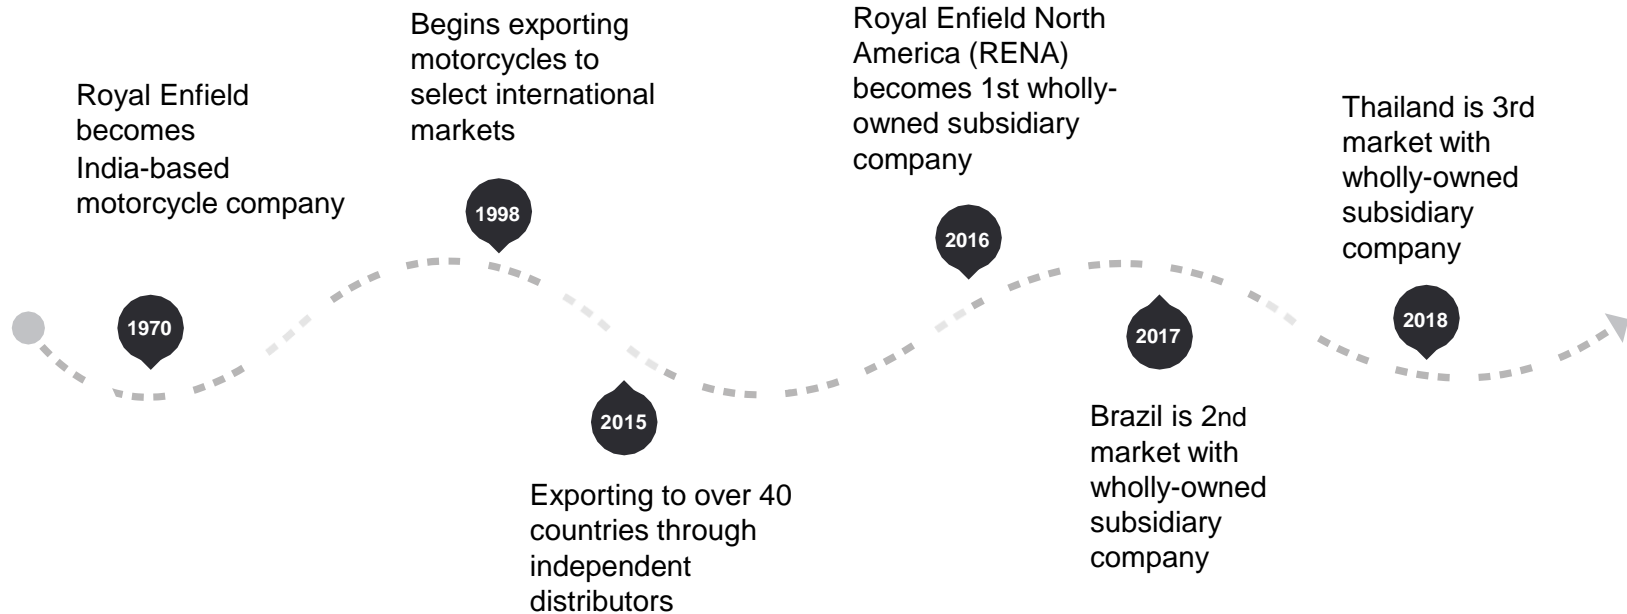 Royal Enfield
becomes
India-based
motorcycle company
1970
Begins exporting
motorcycles to
select international
markets
1998
2015
Exporting to over 40
countries through
independent
distributors
Royal Enfield North
America (RENA)
becomes 1st wholly-
owned subsidiary
company
2016
2017
Brazil is 2nd
market with
wholly-owned
subsidiary
company
Thailand is 3rd
market with
wholly-owned
subsidiary
company
2018